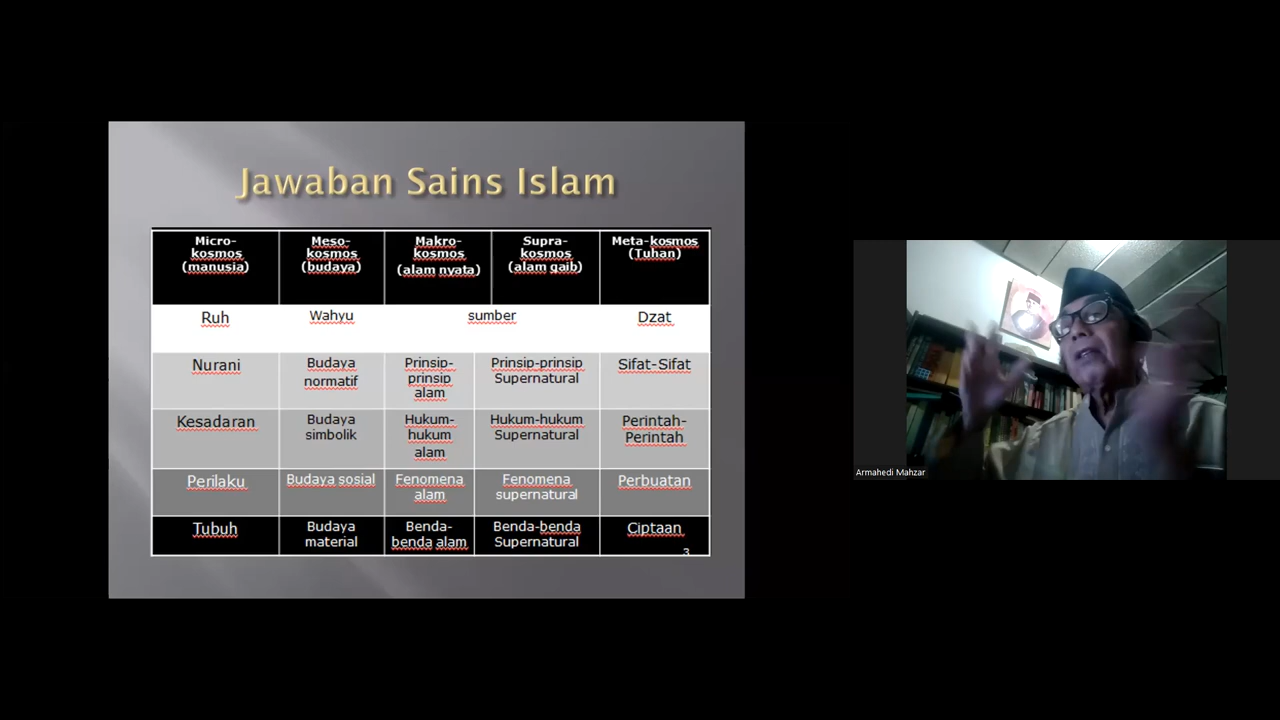 Jawaban Sains Islam
Micro-
kosmos
(manusia)
Meso-
kosmos
(budaya)
Makro-
kosmos
(alam nyata)
Supra-
kosmos
(alam gaib)
Meta-kosmos
(Tuhan)
Ruh
Wahyu
sumber
Dzat
Nurani
Budaya
normatif
Prinsip-
prinsip
alam
Prinsip-prinsip
Supernatural
Sifat-Sifat
Kesadaran
Budaya
simbolik
Hukum-
hukum
alam
Hukum-hukum
Supernatural
Perintah-
Perintah
Perilaku
Budaya sosial
Fenomena
alam
Fenomena
supernatural
Perbuatan
Tubuh
Budaya
material
Benda-
benda alam
Benda-benda
Supernatural
Ciptaan
3
Armahedi Mahzar